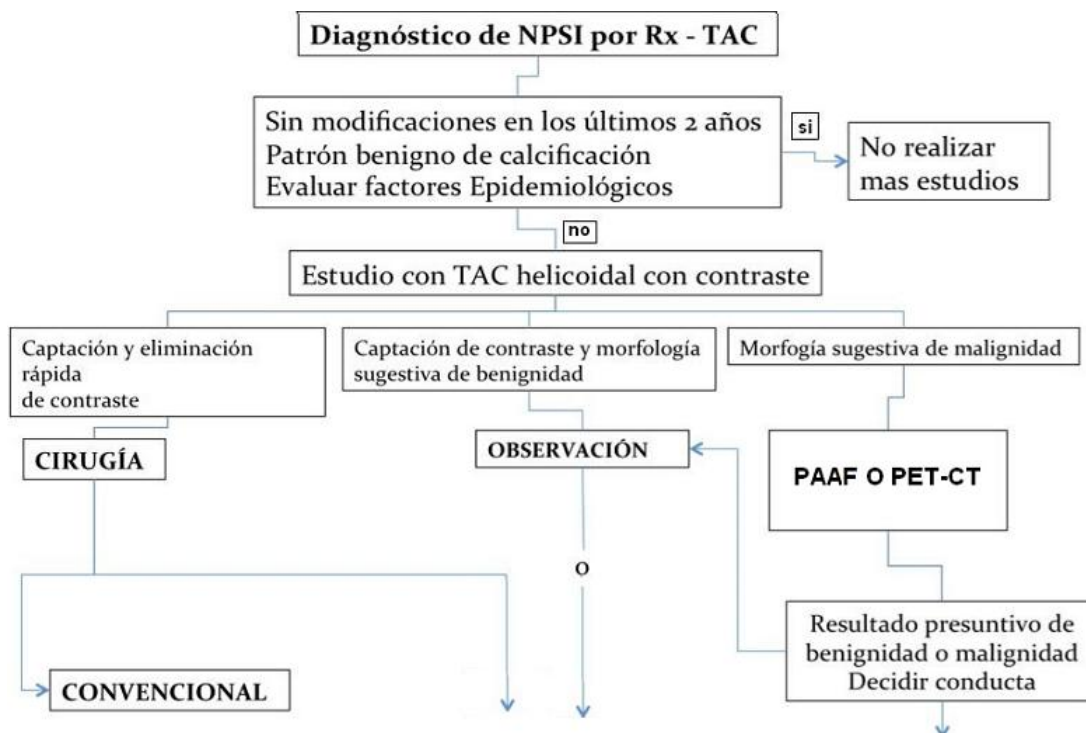 Diagnóstico de NPSI por Rx - TAC
Sin modificaciones en los últimos 2 años
Patrón benigno de calcificación
Evaluar factores Epidemiológicos
si
No realizar
mas estudios
no
Estudio con TAC helicoidal con contraste
Captación y eliminación
rápida
de contraste
Captación de contraste y morfología
sugestiva de benignidad
Morfogía sugestiva de malignidad
CIRUGÍA
OBSERVACIÓN
PAAF O PET-CT
O
Resultado presuntivo de
benignidad o malignidad
Decidir conducta
CONVENCIONAL